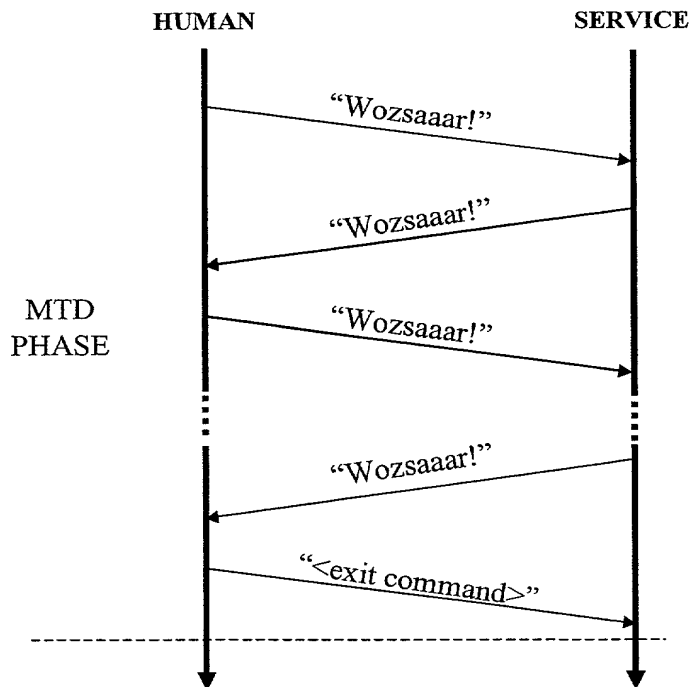 HUMAN
SERVICE
“Wozsaaar!”
“Wozsaaar!”
MTD
PHASE
“Wozsaaar!”
“Wozsaaar!”
“<exit command>”